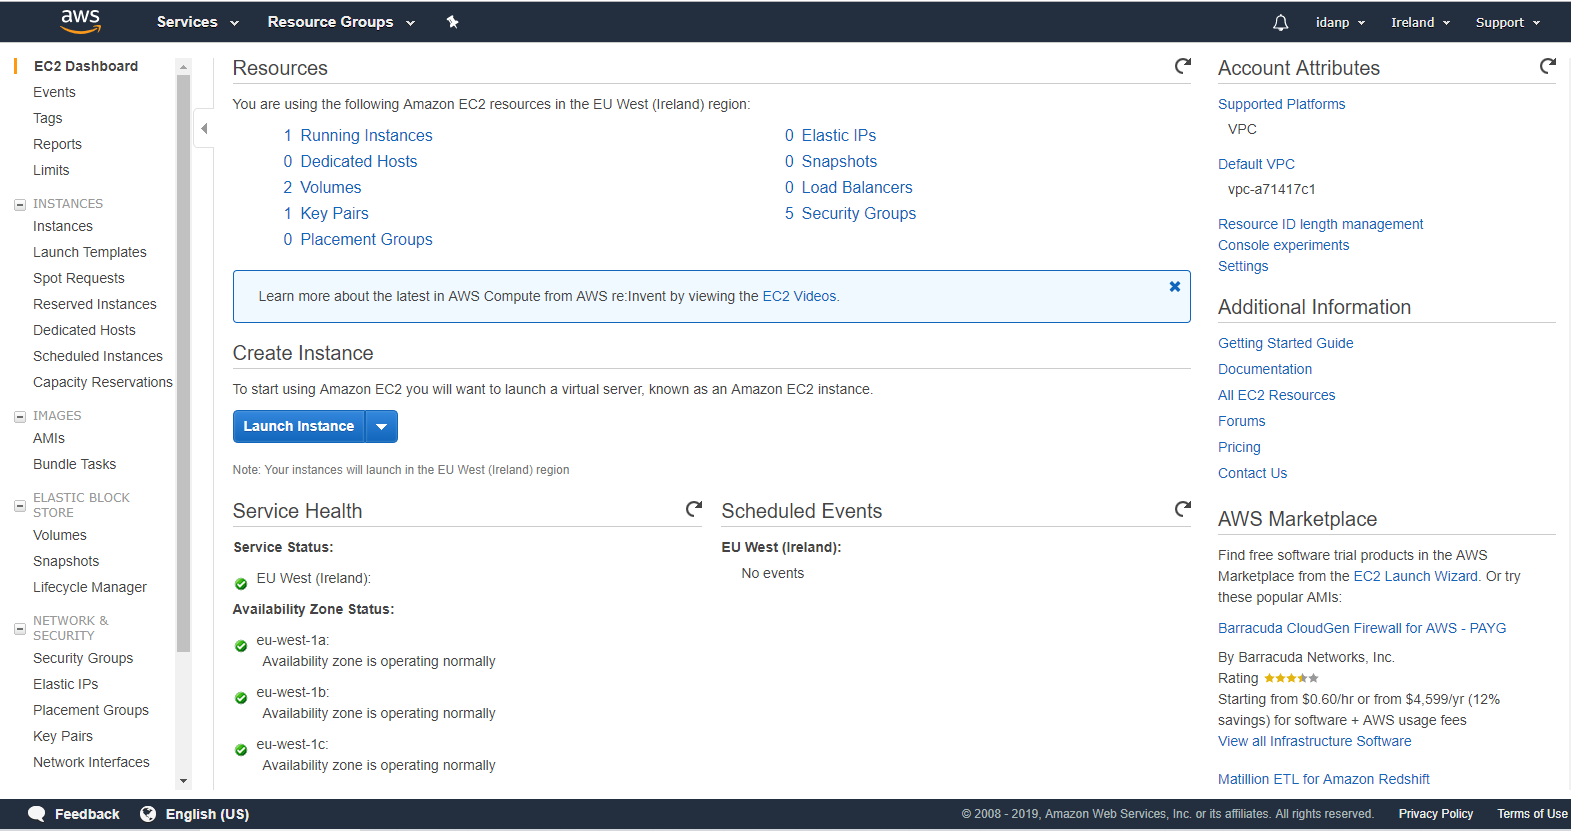 aws Services Resource Groups idanp Ireland Support
EC2 Dashboard
Events
Tags
Reports
Limits
INSTANCES
Instances
Launch Templates
Spot Requests
Reserved Instances
Dedicated Hosts
Scheduled Instances
Capacity Reservations
IMAGES
AMIs
Bundle Tasks
ELASTIC BLOCK
STORE
Volumes
Snapshots
Lifecycle Manager
NETWORK &
SECURITY
Security Groups
Elastic IPs
Placement Groups
Key Pairs
Network Interfaces
Resources
You are using the following Amazon EC2 resources in the EU West (Ireland) region:
1 Running Instances
0 Dedicated Hosts
2 Volumes
1 Key Pairs
0 Placement Groups
0 Elastic IPs
0 Snapshots
0 Load Balancers
5 Security Groups
Learn more about the latest in AWS Compute from AWS re:Invent by viewing the EC2 Videos.
Create Instance
To start using Amazon EC2 you will want to launch a virtual server, known as an Amazon EC2 instance.
Launch Instance
Note: Your instances will launch in the EU West (Ireland) region
Service Health
Service Status:
EU West (Ireland):
Availability Zone Status:
eu-west-1a:
Availability zone is operating normally
eu-west-1b:
Availability zone is operating normally
eu-west-1c:
Availability zone is operating normally
Scheduled Events
EU West (Ireland):
No events
Account Attributes
Supported Platforms
VPC
Default VPC
vpc-a71417c1
Resource ID length management
Console experiments
Settings
Additional Information
Getting Started Guide
Documentation
All EC2 Resources
Forums
Pricing
Contact Us
AWS Marketplace
Find free software trial products in the AWS
Marketplace from the EC2 Launch Wizard. Or try
these popular AMIs:
Barracuda CloudGen Firewall for AWS - PAYG
By Barracuda Networks, Inc.
Rating
Starting from $0.60/hr or from $4,599/yr (12%
savings) for software + AWS usage fees
View all Infrastructure Software
Matillion ETL for Amazon Redshift
Feedback English (US) © 2008 - 2019, Amazon Web Services, Inc. or its affiliates. All rights reserved. Privacy Policy Terms of Use